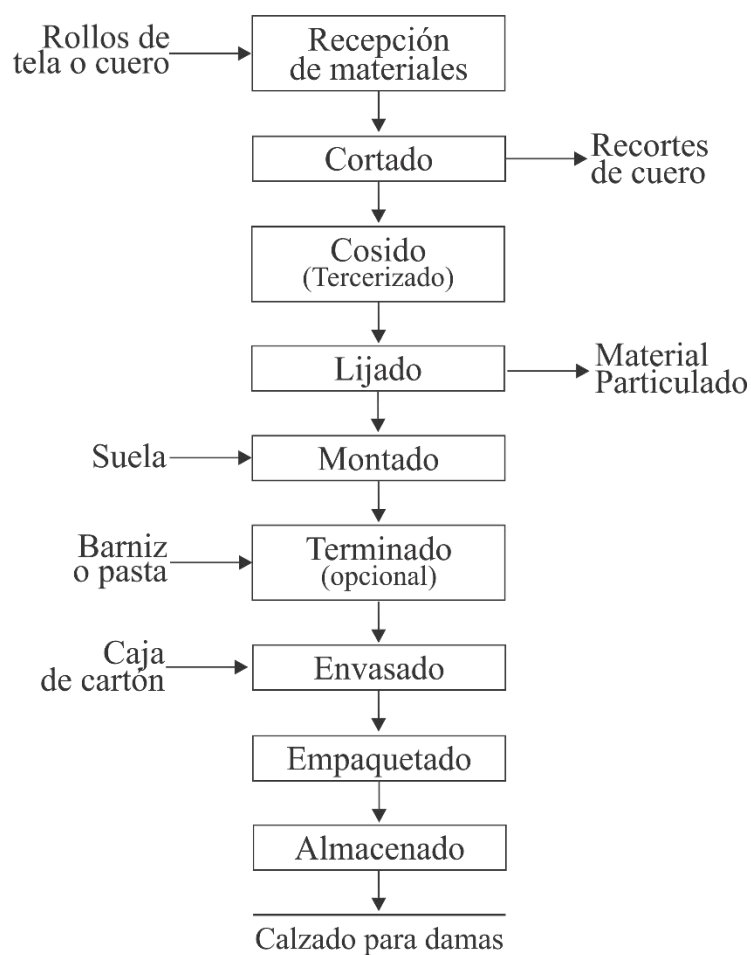 Rollos de
tela o cuero
Recepción
de materiales
Cortado
Recortes
de cuero
Cosido
(Tercerizado)
Lijado
Material
Particulado
Suela
Montado
Barniz
o pasta
Terminado
(opcional)
Caja
de cartón
Envasado
Empaquetado
Almacenado
Calzado para damas